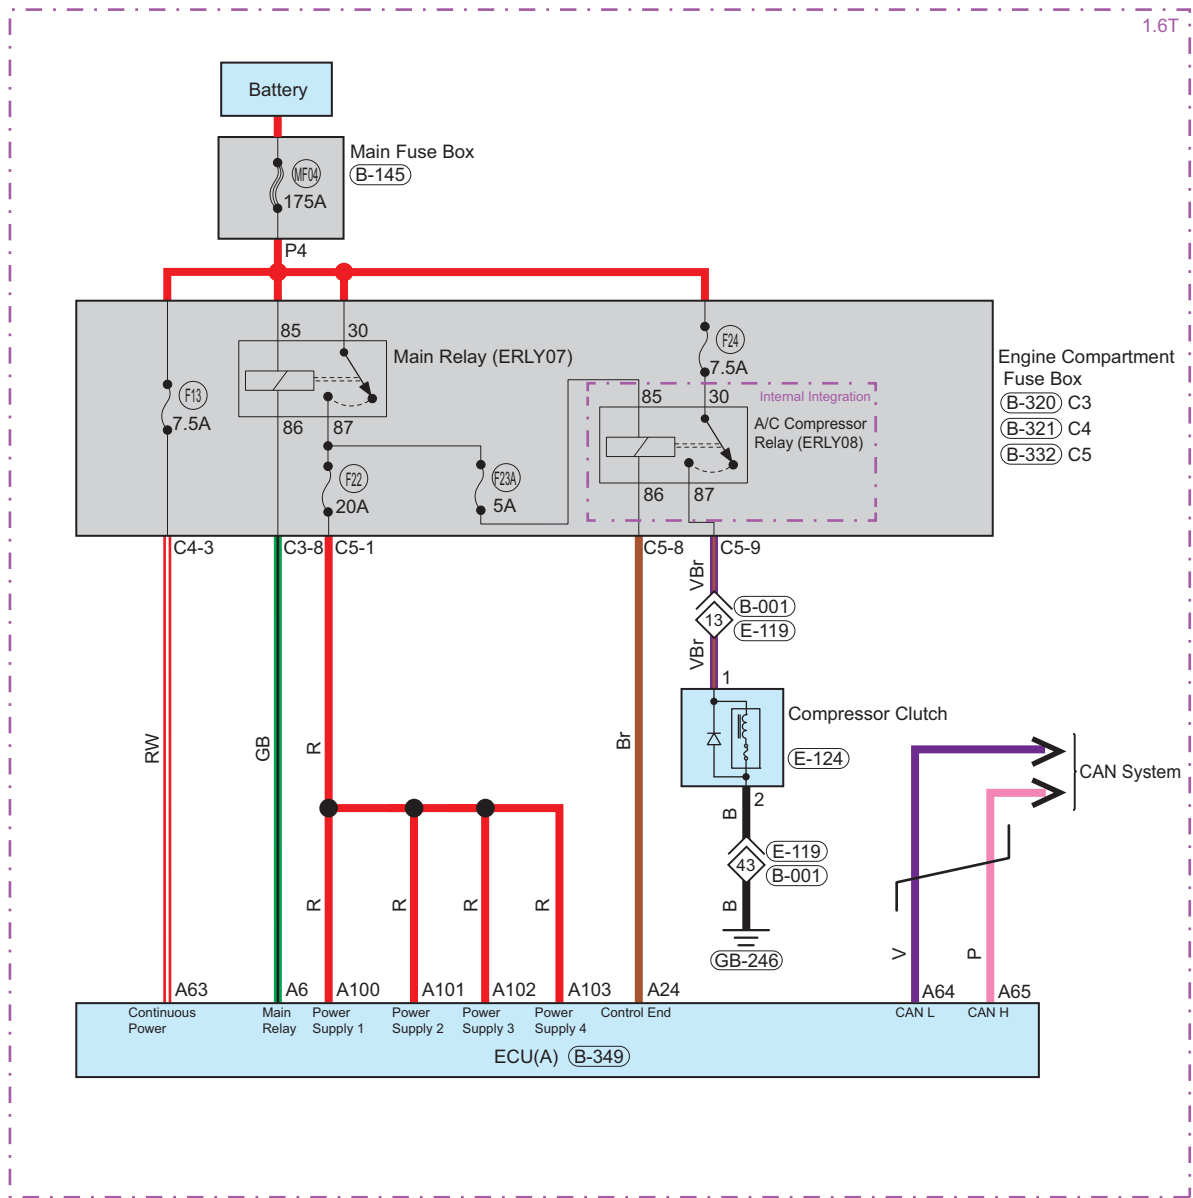 1.6T
Battery
Main Fuse Box
B-145
MF04
175A
P4
85
30
Main Relay (ERLY07)
86
87
F13
7.5A
F22
20A
F23A
5A
F24
7.5A
Internal Integration
85
30
A/C Compressor
Relay (ERLY08)
86
87
Engine Compartment
Fuse Box
B-320 C3
B-321 C4
B-332 C5
C4-3
C3-8
C5-1
C5-8
C5-9
VBr
13
B-001
E-119
VBr
1
Compressor Clutch
E-124
2
B
43
E-119
B-001
B
GB-246
RW
GB
R
Br
CAN System
R
R
R
R
V
P
A63
A6
A100
A101
A102
A103
A24
A64
A65
Continuous
Power
Main
Relay
Power
Supply 1
Power
Supply 2
Power
Supply 3
Power
Supply 4
Control End
CAN L
CAN H
ECU(A) B-349